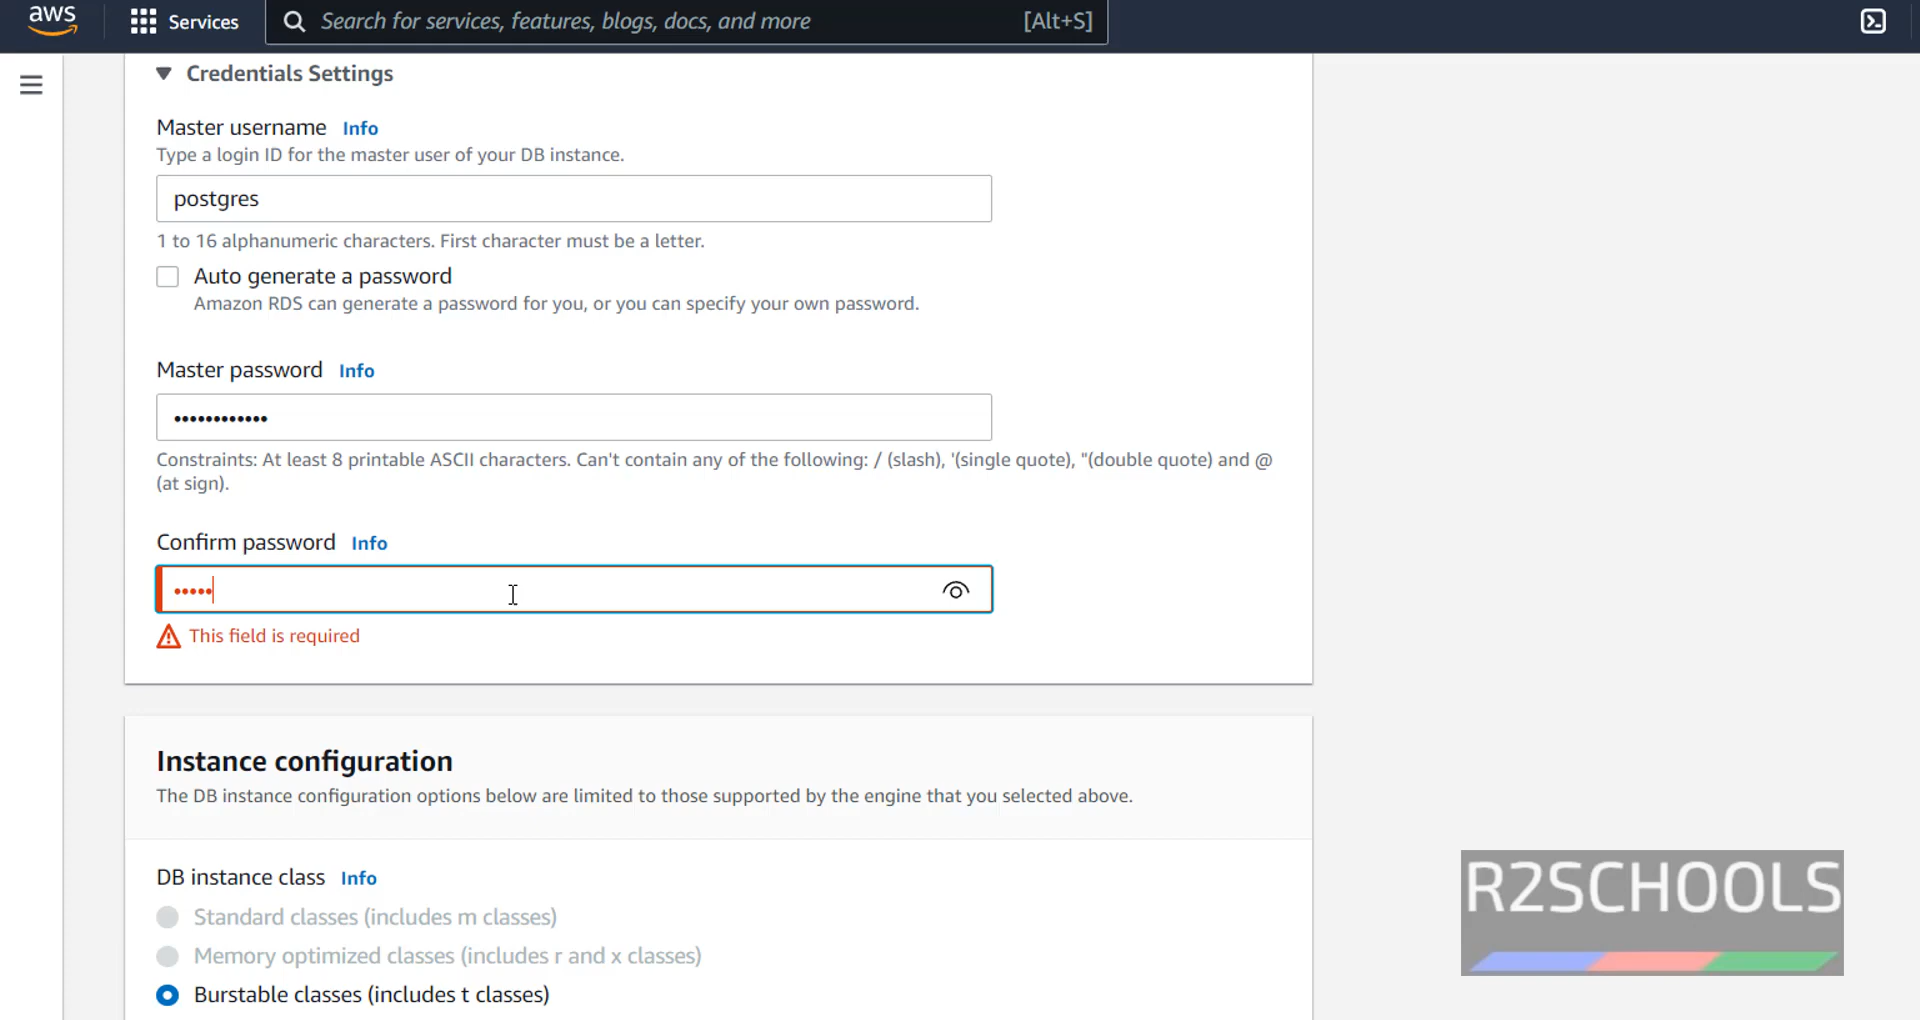 aws
Services
Search for services, features, blogs, docs, and more
[Alt+S]
Credentials Settings
Master username Info
Type a login ID for the master user of your DB instance.
postgres
1 to 16 alphanumeric characters. First character must be a letter.
Auto generate a password
Amazon RDS can generate a password for you, or you can specify your own password.
Master password Info
••••••••••••
Constraints: At least 8 printable ASCII characters. Can't contain any of the following: / (slash), '(single quote), "(double quote) and @
(at sign).
Confirm password Info
•••••
This field is required
Instance configuration
The DB instance configuration options below are limited to those supported by the engine that you selected above.
DB instance class Info
Standard classes (includes m classes)
Memory optimized classes (includes r and x classes)
Burstable classes (includes t classes)
R2SCHOOLS